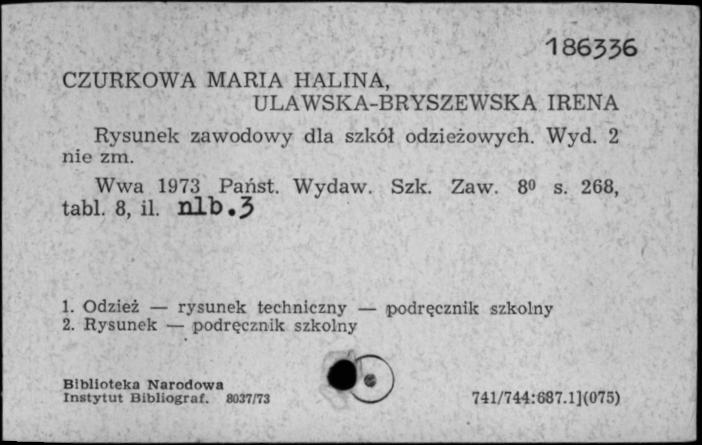 186336
CZURKOWA MARIA HALINA,
ULAWSKA-BRYSZEWSKA IRENA
Rysunek zawodowy dla szkół odzieżowych. Wyd. 2
nie zm.
Wwa 1973 Państ. Wydaw. Szk. Zaw. 8⁰ s. 268,
tabl. 8, il. nlb.3
1. Odzież — rysunek techniczny — podręcznik szkolny
2. Rysunek — podręcznik szkolny
Biblioteka Narodowa
Instytut Bibliograf. 8037/73
741/744:687.1](075)